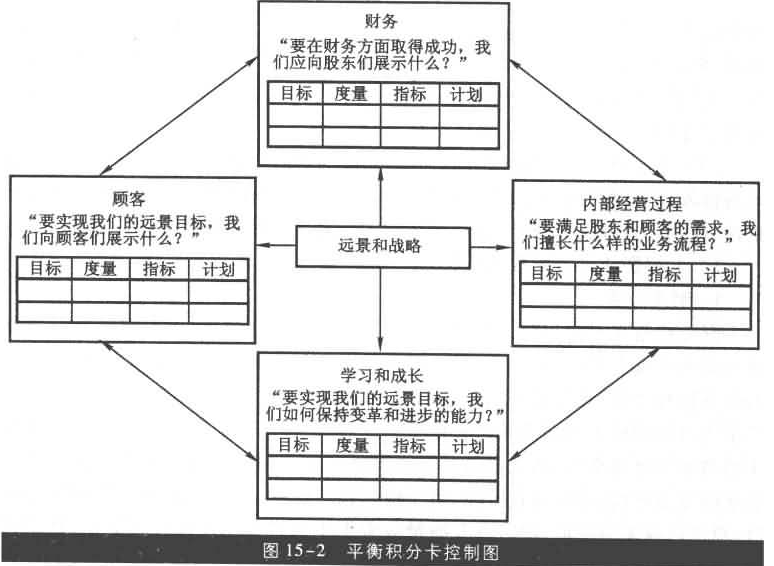 财务
“要在财务方面取得成功，我
们应向股东们展示什么？”
目标 度量 指标 计划
顾客
“要实现我们的远景目标，我
们向顾客们展示什么？”
目标 度量 指标 计划
远景和战略
内部经营过程
“要满足股东和顾客的需求，我
们擅长什么样的业务流程？”
目标 度量 指标 计划
学习和成长
“要实现我们的远景目标，我
们如何保持变革和进步的能力？”
目标 度量 指标 计划
图 15-2 平衡积分卡控制图